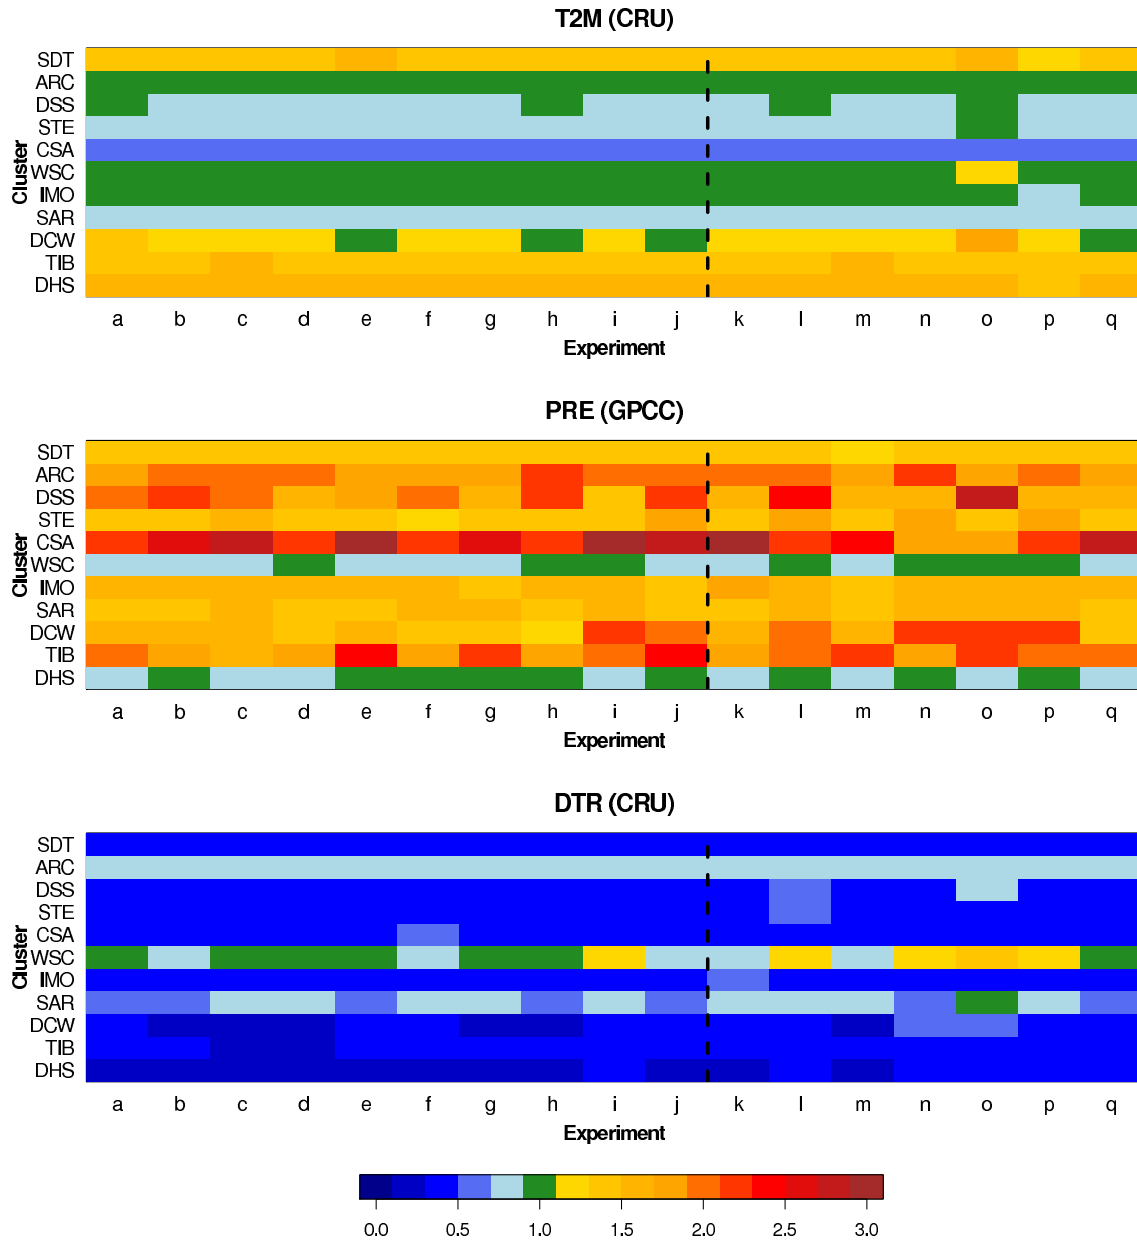 T2M (CRU)
SDT
ARC
DSS
STE
CSA
WSC
IMO
SAR
DCW
TIB
DHS
Cluster
a b c d e f g h i j k l m n o p q
Experiment
PRE (GPCC)
SDT
ARC
DSS
STE
CSA
WSC
IMO
SAR
DCW
TIB
DHS
Cluster
a b c d e f g h i j k l m n o p q
Experiment
DTR (CRU)
SDT
ARC
DSS
STE
CSA
WSC
IMO
SAR
DCW
TIB
DHS
Cluster
a b c d e f g h i j k l m n o p q
Experiment
0.0 0.5 1.0 1.5 2.0 2.5 3.0